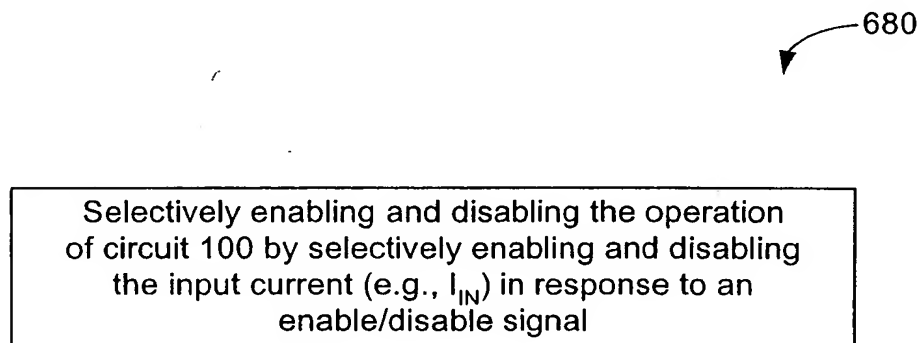 680
Selectively enabling and disabling the operation
of circuit 100 by selectively enabling and disabling
the input current (e.g., I_IN) in response to an
enable/disable signal